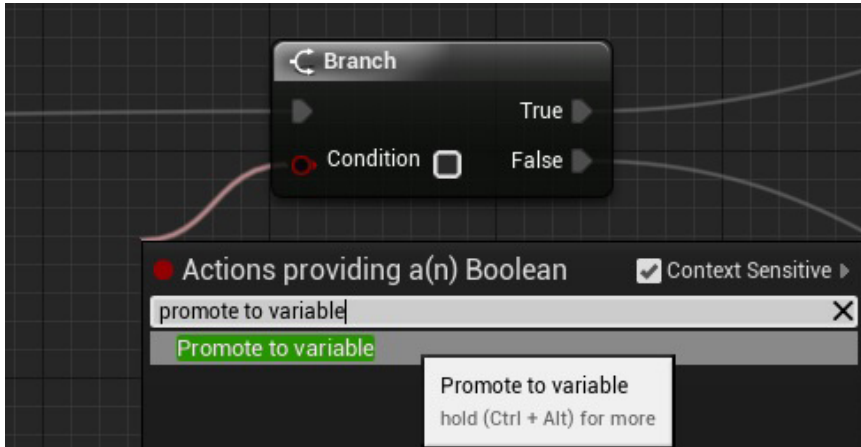 Branch
True
Condition
False
Actions providing a(n) Boolean
Context Sensitive
promote to variable
Promote to variable
Promote to variable
hold (Ctrl + Alt) for more